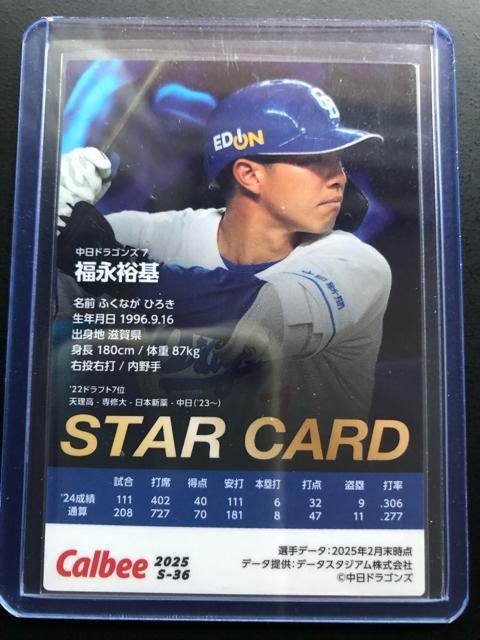 EDION
中日ドラゴンズ 7
福永裕基
名前 ふくなが ひろき
生年月日 1996.9.16
出身地 滋賀県
身長 180cm / 体重 87kg
右投右打 / 内野手
'22ドラフト7位
天理高 - 専修大 - 日本新薬 - 中日('23〜)
STAR CARD
試合 打席 得点 安打 本塁打 打点 盗塁 打率
'24成績 111 402 40 111 6 32 9 .306
通算 208 727 70 181 8 47 11 .277
Calbee 2025
S-36
選手データ:2025年2月末時点
データ提供:データスタジアム株式会社
©中日ドラゴンズ